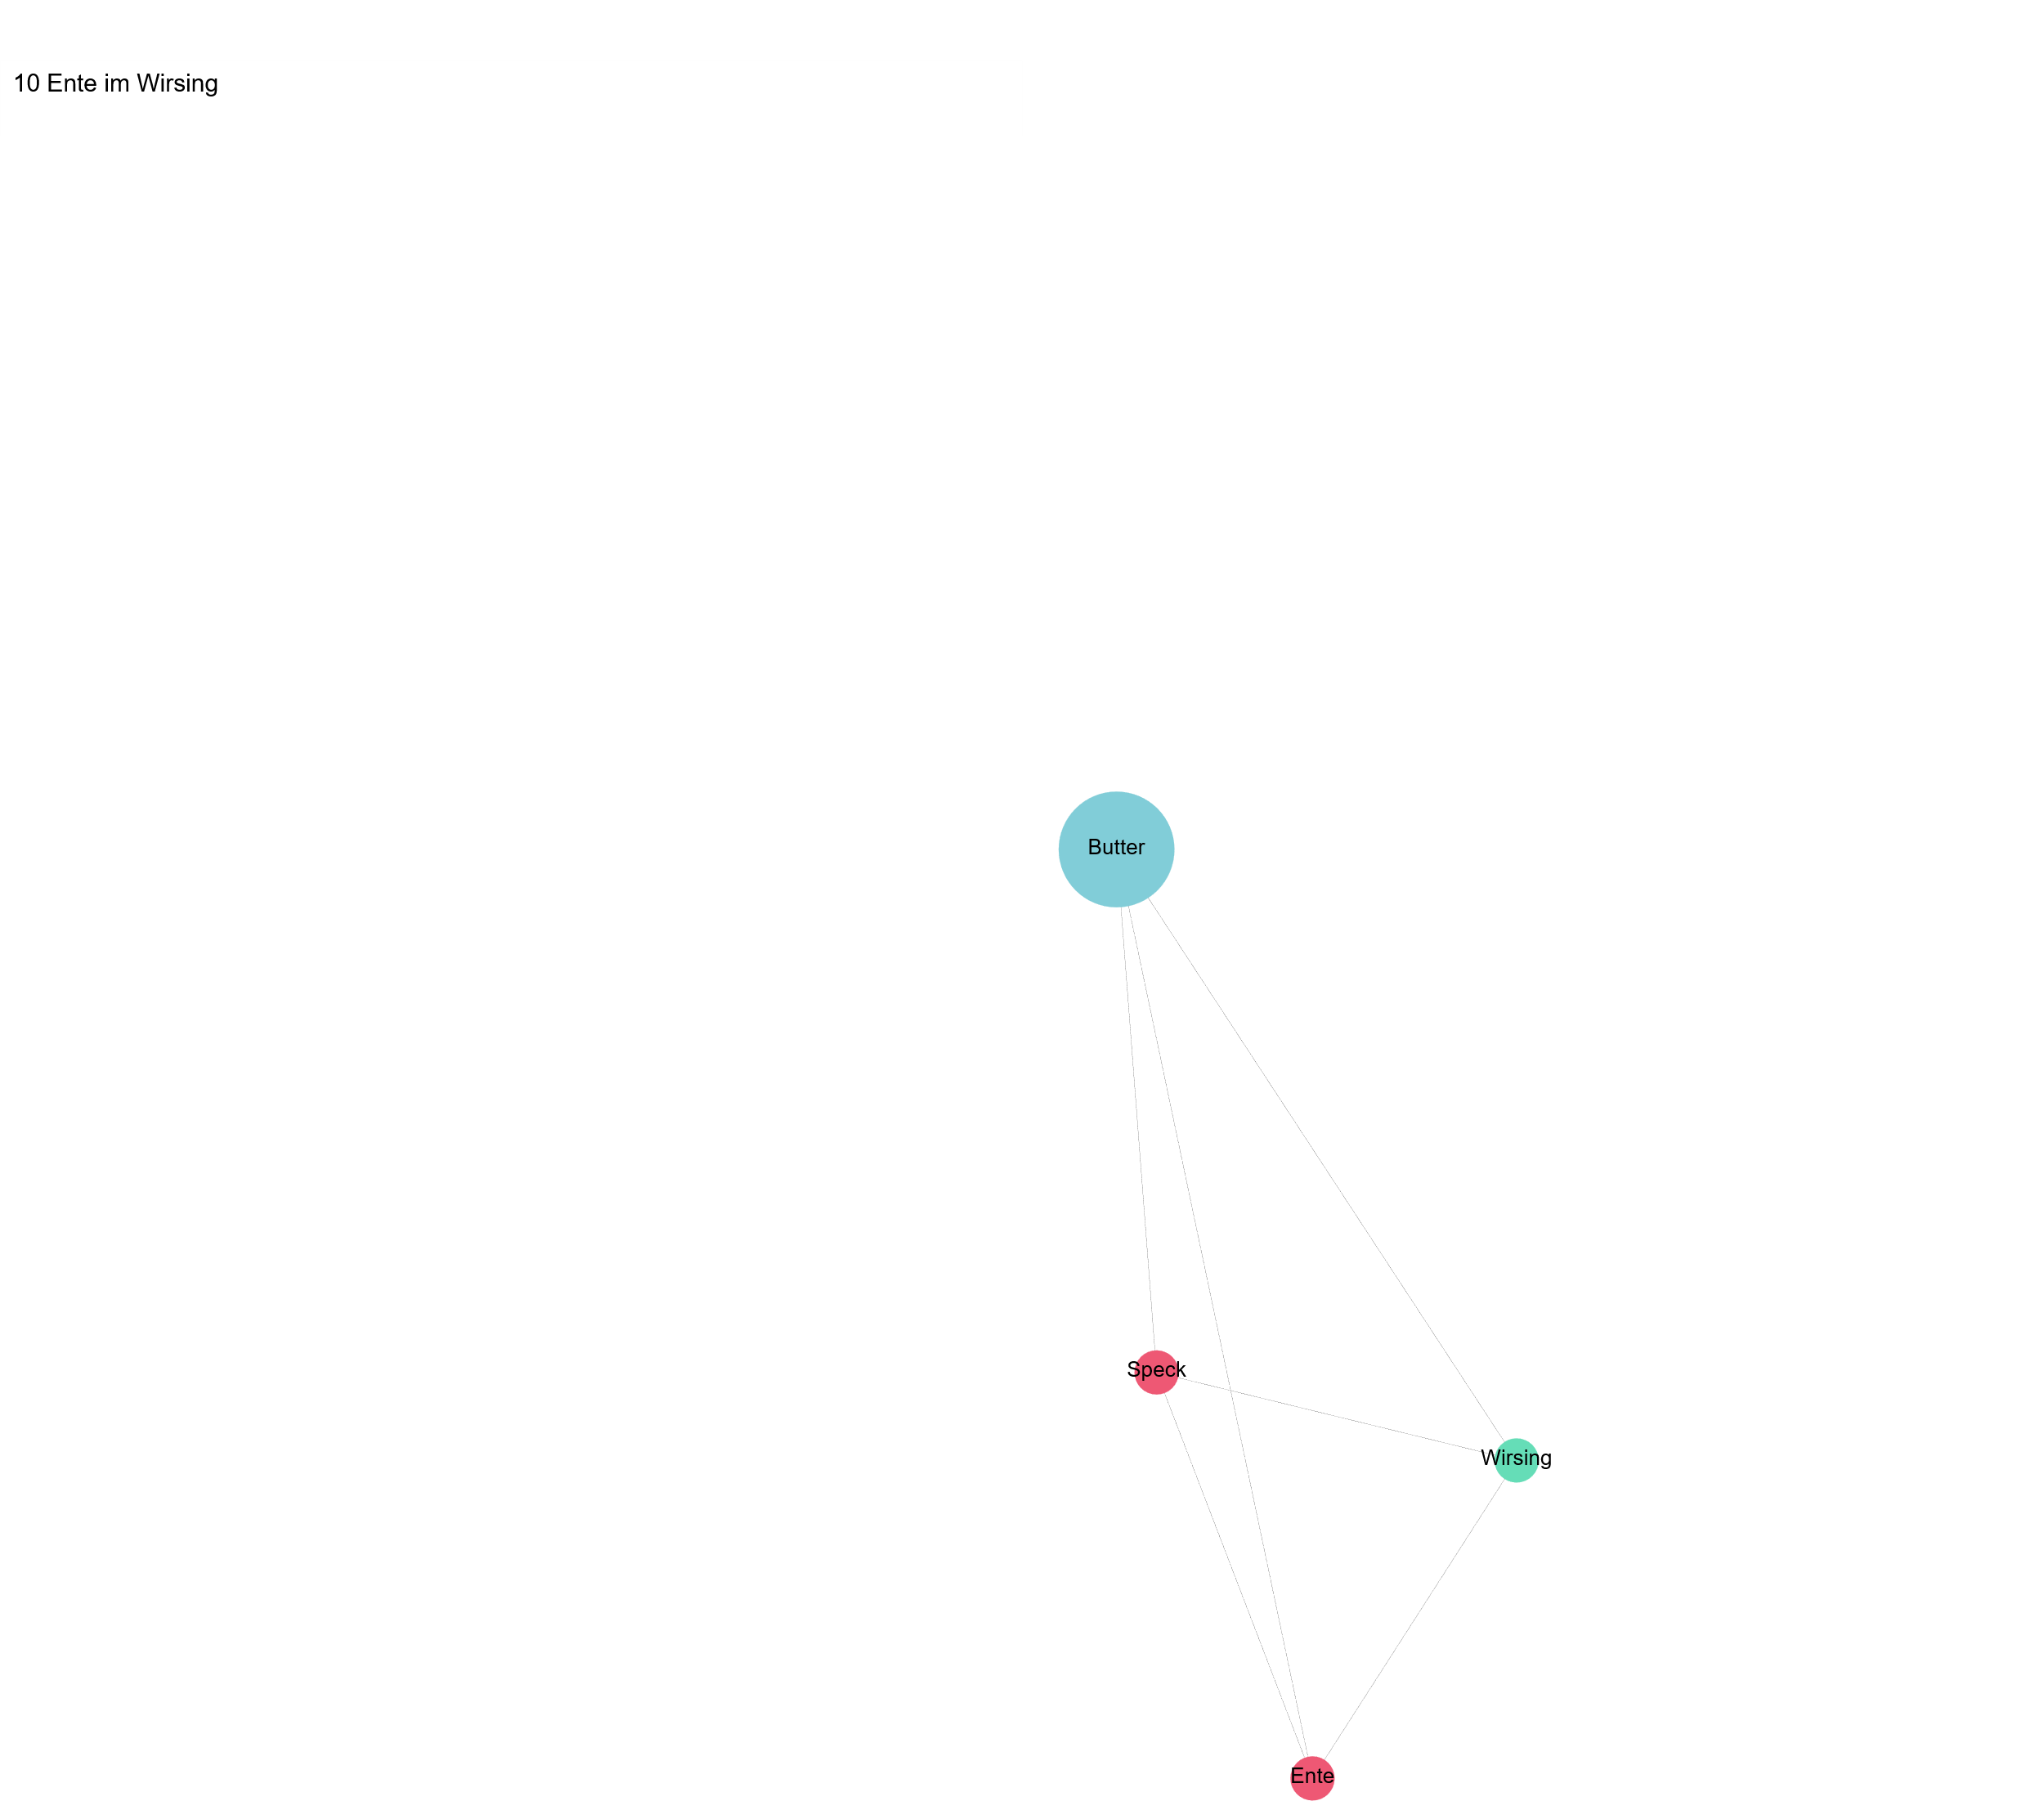 10 Ente im Wirsing
Butter
Speck
Wirsing
Ente